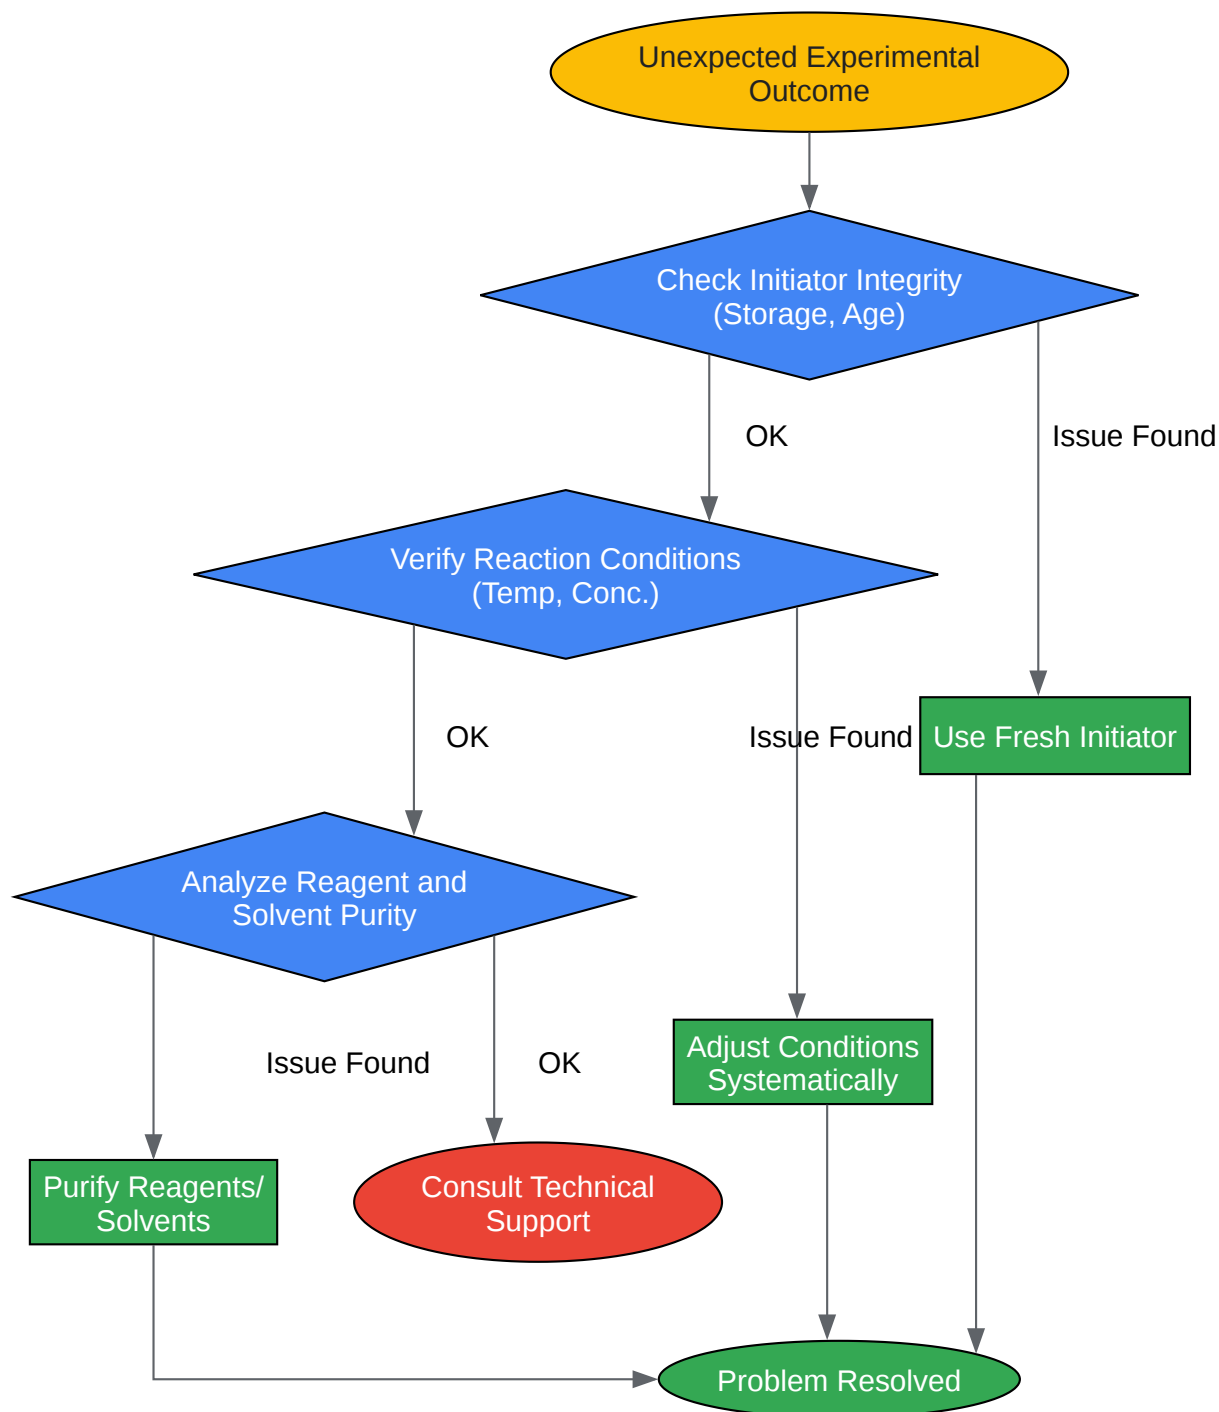 Unexpected Experimental
Outcome
Check Initiator Integrity
(Storage, Age)
OK
Issue Found
Verify Reaction Conditions
(Temp, Conc.)
OK
Issue Found
Use Fresh Initiator
Analyze Reagent and
Solvent Purity
Issue Found
OK
Adjust Conditions
Systematically
Purify Reagents/
Solvents
Consult Technical
Support
Problem Resolved